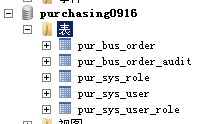 purchasing0916
表
pur_bus_order
pur_bus_order_audit
pur_sys_role
pur_sys_user
pur_sys_user_role